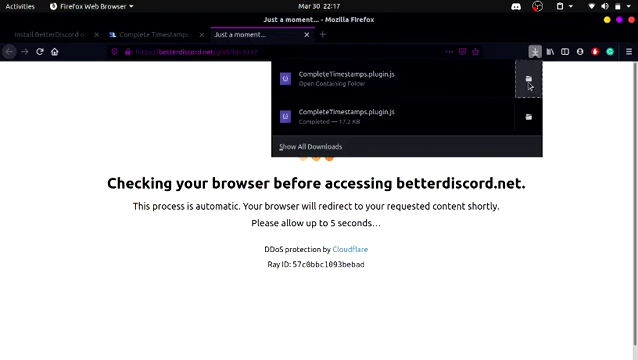 Activities Firefox Web Browser Mar 30 22:17
Just a moment... - Mozilla Firefox
Install BetterDiscord o Complete Timestamps Just a moment...
https://betterdiscord.net
CompleteTimestamps.plugin.js
Open Containing Folder
CompleteTimestamps.plugin.js
Completed — 17.2 KB
Show All Downloads
Checking your browser before accessing betterdiscord.net.
This process is automatic. Your browser will redirect to your requested content shortly.
Please allow up to 5 seconds…
DDoS protection by Cloudflare
Ray ID: 57c0bbc1093bebad